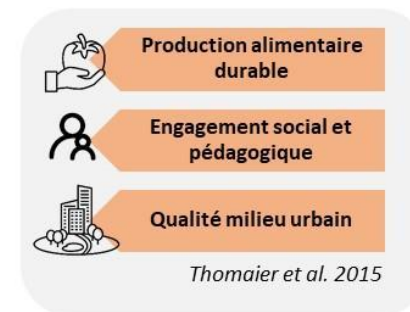 Production alimentaire
durable
Engagement social et
pédagogique
Qualité milieu urbain
Thomaier et al. 2015